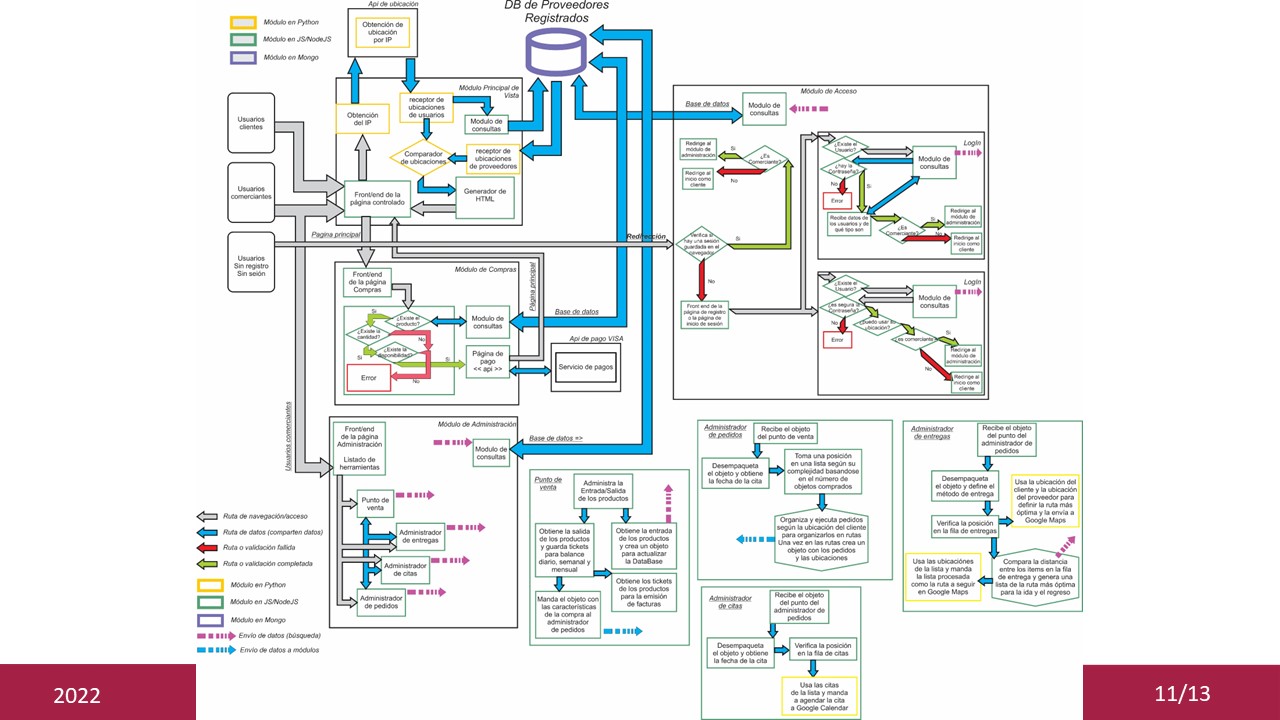 Api de ubicación
DB de Proveedores
Registrados
Módulo en Python
Módulo en JS/NodeJS
Módulo en Mongo
Obtención de
ubicación
por IP
Módulo Principal de
Vista
Usuarios
clientes
Obtención
del IP
receptor de
ubicaciones
de usuarios
Modulo de
consultas
Comparador
de ubicaciones
receptor de
ubicaciones
de proveedores
Usuarios
comerciantes
Front/end de la
página controlado
Generador de
HTML
Usuarios
Sin registro
Sin seión
Pagina principal
Redirección
Base de datos
Módulo de Acceso
Modulo de
consultas
Redirige al
módulo de
administración
Si
¿Es
Comerciante?
Redirige al
inicio como
cliente
No
Verifica si
hay una sesión
guardada en el
navegador
Si
No
Front end de la
página de registro
o la página de
inicio de sesión
LogIn
¿Existe el
Usuario?
Modulo de
consultas
¿hay la
Contraseña?
No
Si
Error
Recibe datos de
los usuarios y de
qué tipo son
¿Es
Comerciante?
Si
No
Redirige al
módulo de
administración
Redirige al
inicio como
cliente
LogIn
¿Existe el
Usuario?
Modulo de
consultas
¿es segura la
Contraseña?
¿puedo usar su
ubicación?
No
Error
¿es comerciante?
Si
No
Redirige al
módulo de
administración
Redirige al
inicio como
cliente
Módulo de Compras
Front/end
de la página
Compras
Página principal
Si
¿Existe el
producto?
¿Existe la
cantidad?
No
¿Existe la
disponibilidad?
Si
Si
No
Error
Modulo de
consultas
Base de datos
Página de
pago
<< api >>
Api de pago VISA
Servicio de pagos
Usuarios comerciantes
Módulo de Administración
Front/end
de la página
Administración
Listado de
herramientas
Modulo de
consultas
Base de datos =>
Punto de
venta
Administrador
de entregas
Administrador
de citas
Administrador
de pedidos
Ruta de navegación/acceso
Ruta de datos (comparten datos)
Ruta o validación fallida
Ruta o validación completada
Módulo en Python
Módulo en JS/NodeJS
Módulo en Mongo
Envío de datos (búsqueda)
Envío de datos a módulos
Punto de
venta
Administra la
Entrada/Salida
de los productos
Obtiene la salida
de los productos
y guarda tickets
para balance
diario, semanal y
mensual
Obtiene la entrada
de los productos
y crea un objeto
para actualizar
la DataBase
Obtiene los tickets
de los productos
para la emisión
de facturas
Manda el objeto con
las características
de la compra al
administrador
de pedidos
Administrador
de pedidos
Recibe el objeto
del punto de venta
Desempaqueta
el objeto y obtiene
la fecha de la cita
Toma una posición
en una lista según su
complejidad basandose
en el número de
objetos comprados
Organiza y ejecuta pedidos
según la ubicación del cliente
para organizarlos en rutas
Una vez en las rutas crea un
objeto con los pedidos
y las ubicaciones
Administrador
de citas
Recibe el objeto
del punto del
administrador de
pedidos
Desempaqueta
el objeto y obtiene
la fecha de la cita
Verifica la posición
en la fila de citas
Usa las citas
de la lista y manda
a agendar la cita
a Google Calendar
Administrador
de entregas
Recibe el objeto
del punto del
administrador de
pedidos
Desempaqueta
el objeto y define el
método de entrega
Usa la ubicación del
cliente y la ubicación
del proveedor para
definir la ruta más
óptima y la envía a
Google Maps
Verifica la posición
en la fila de entregas
Usa las ubicaciónes
de la lista y manda
la lista procesada
como la ruta a seguir
en Google Maps
Compara la distancia
entre los items en la fila
de entrega y genera una
lista de la ruta más óptima
para la ida y el regreso
2022
11/13